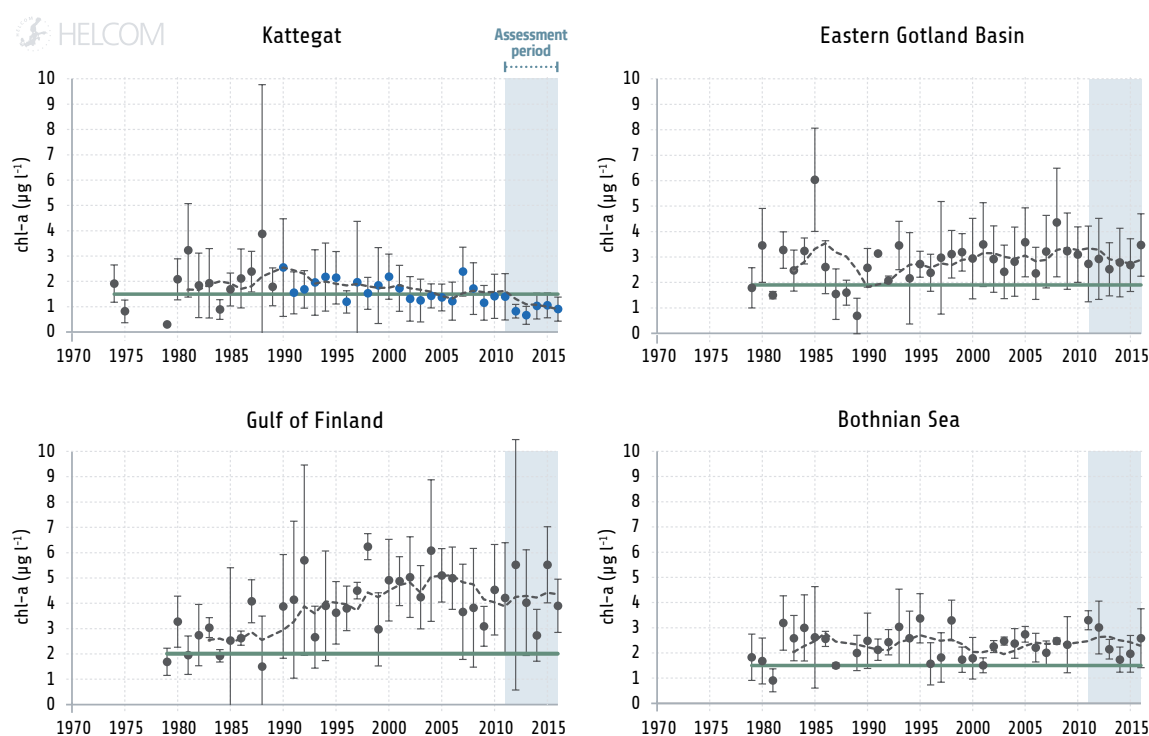 HELCOM
Kattegat
Assessment
period
chl-a (µg l⁻¹)
10
9
8
7
6
5
4
3
2
1
0
1970 1975 1980 1985 1990 1995 2000 2005 2010 2015
Eastern Gotland Basin
chl-a (µg l⁻¹)
10
9
8
7
6
5
4
3
2
1
0
1970 1975 1980 1985 1990 1995 2000 2005 2010 2015
Gulf of Finland
chl-a (µg l⁻¹)
10
9
8
7
6
5
4
3
2
1
0
1970 1975 1980 1985 1990 1995 2000 2005 2010 2015
Bothnian Sea
chl-a (µg l⁻¹)
10
9
8
7
6
5
4
3
2
1
0
1970 1975 1980 1985 1990 1995 2000 2005 2010 2015